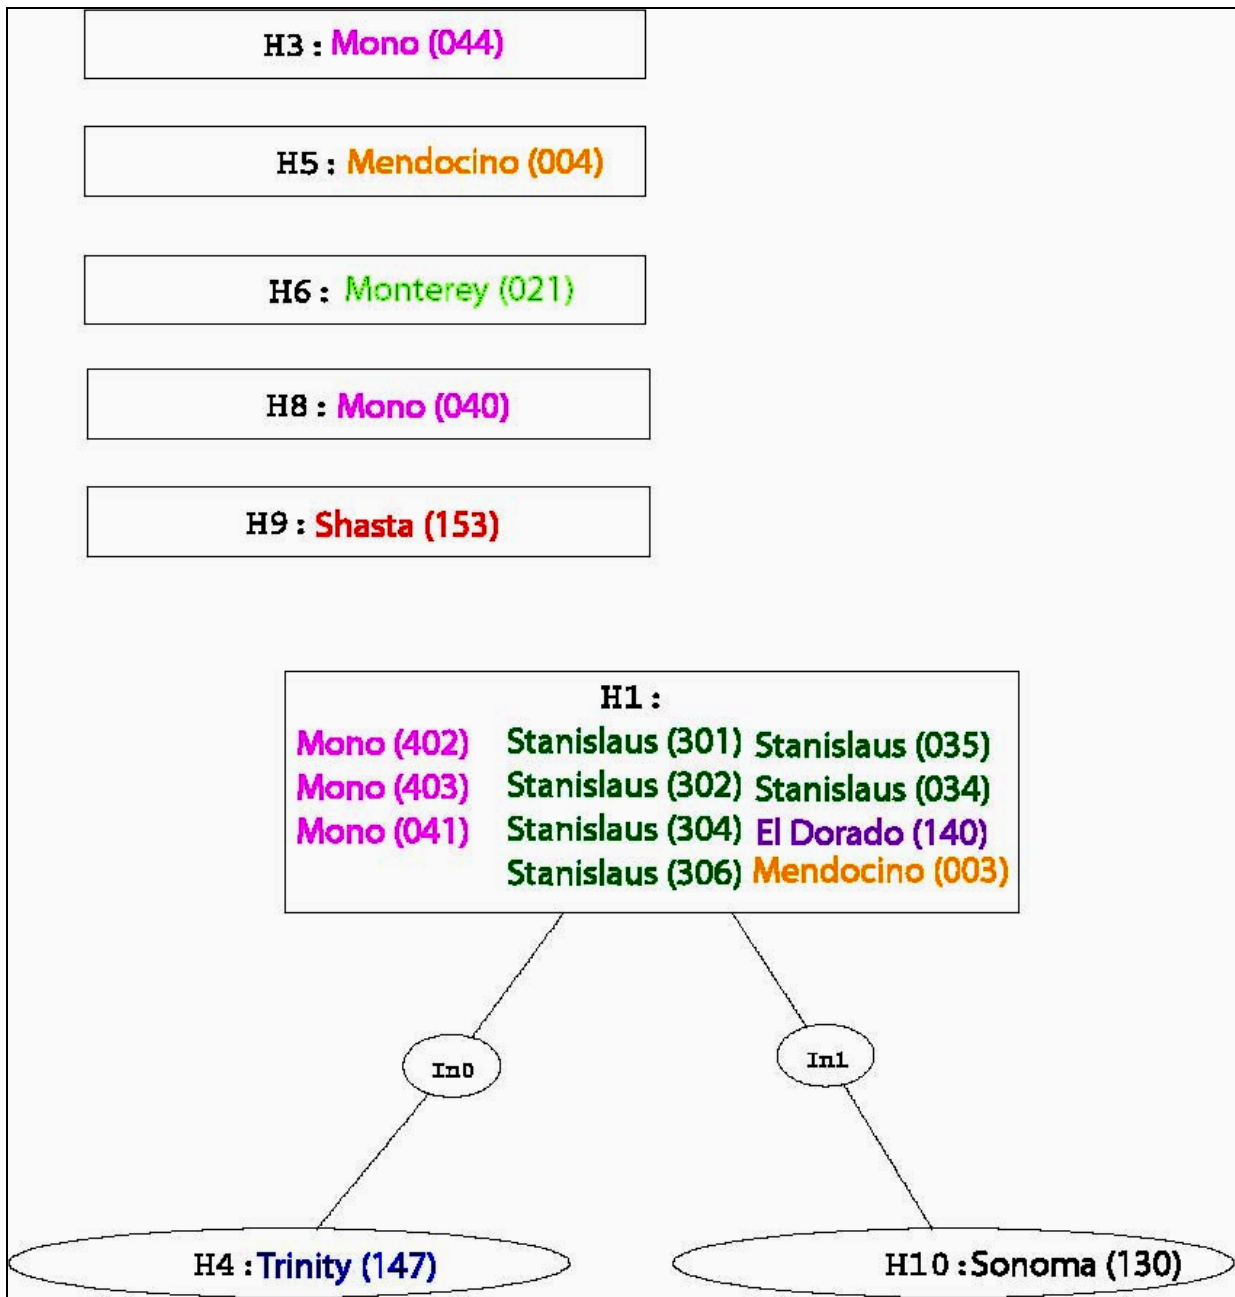 H3: Mono (044)
H5: Mendocino (004)
H6: Monterey (021)
H8: Mono (040)
H9: Shasta (153)
H1:
Mono (402) Stanislaus (301) Stanislaus (035)
Mono (403) Stanislaus (302) Stanislaus (034)
Mono (041) Stanislaus (304) El Dorado (140)
Stanislaus (306) Mendocino (003)
In0 In1
H4: Trinity (147) H10: Sonoma (130)